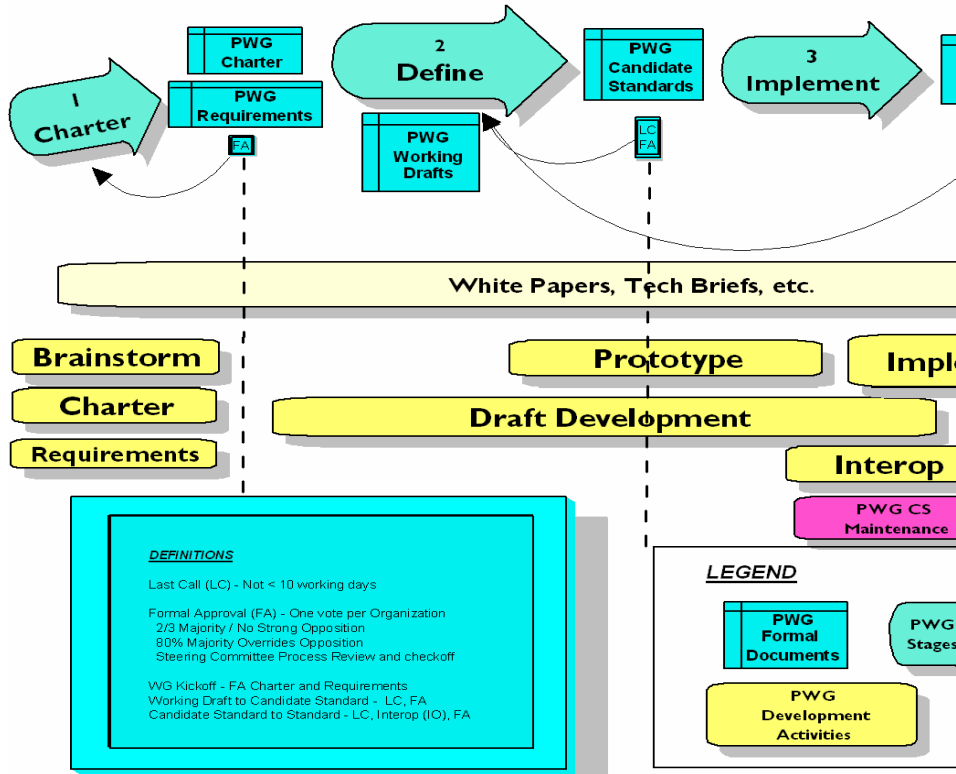 1
Charter
PWG
Charter
PWG
Requirements
FA
2
Define
PWG
Working
Drafts
PWG
Candidate
Standards
LC
FA
3
Implement
White Papers, Tech Briefs, etc.
Brainstorm
Charter
Requirements
Prototype
Draft Development
Imple
Interop
PWG CS
Maintenance
DEFINITIONS
Last Call (LC) - Not < 10 working days
Formal Approval (FA) - One vote per Organization
2/3 Majority / No Strong Opposition
80% Majority Overrides Opposition
Steering Committee Process Review and checkoff
WG Kickoff - FA Charter and Requirements
Working Draft to Candidate Standard - LC, FA
Candidate Standard to Standard - LC, Interop (IO), FA
LEGEND
PWG
Formal
Documents
PWG
Stages
PWG
Development
Activities